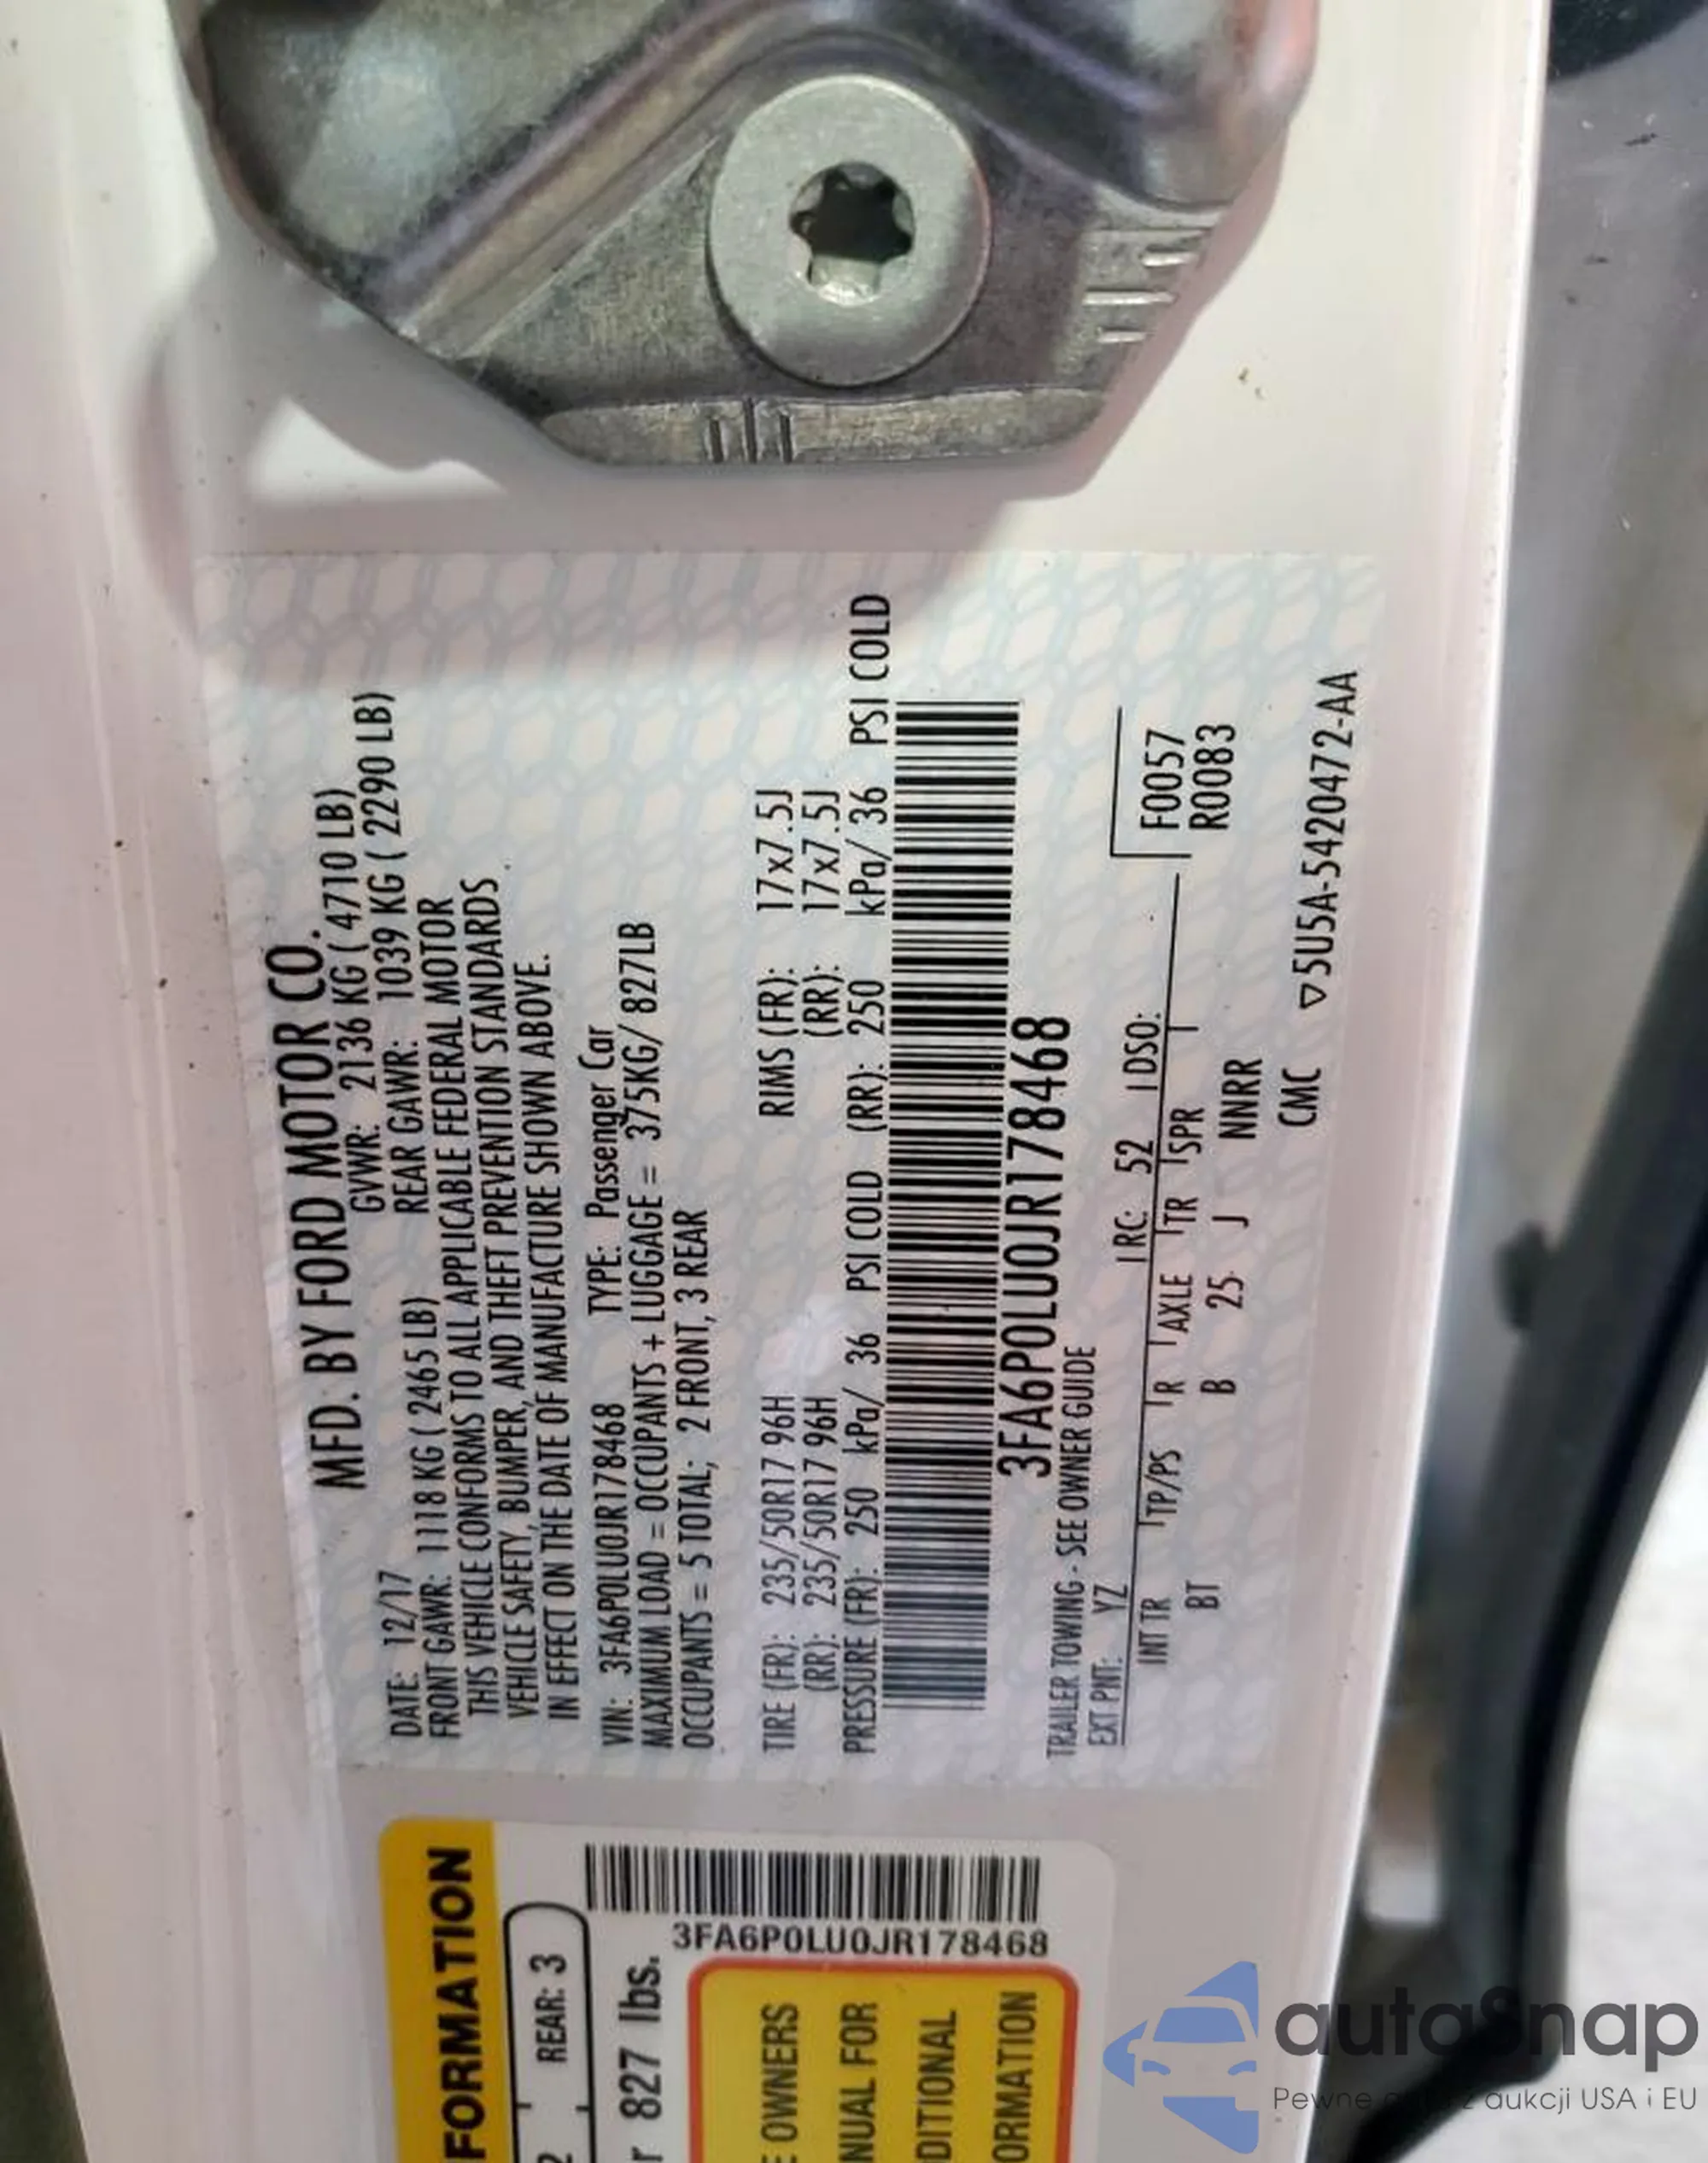 MFD. BY FORD MOTOR CO.
DATE: 12/17 GVWR: 2136 KG ( 4710 LB)
FRONT GAWR: 1118 KG ( 2465 LB) REAR GAWR: 1039 KG ( 2290 LB)
THIS VEHICLE CONFORMS TO ALL APPLICABLE FEDERAL MOTOR
VEHICLE SAFETY, BUMPER, AND THEFT PREVENTION STANDARDS
IN EFFECT ON THE DATE OF MANUFACTURE SHOWN ABOVE.
VIN: 3FA6P0LU0JR178468 TYPE: Passenger Car
MAXIMUM LOAD = OCCUPANTS + LUGGAGE = 375KG/ 827LB
OCCUPANTS = 5 TOTAL; 2 FRONT, 3 REAR
TIRE (FR): 235/50R17 96H RIMS (FR): 17x7.5J
(RR): 235/50R17 96H (RR): 17x7.5J
PRESSURE (FR): 250 kPa/ 36 PSI COLD (RR): 250 kPa/ 36 PSI COLD
3FA6P0LU0JR178468
TRAILER TOWING - SEE OWNER GUIDE
EXT PNT: YZ RC: 52 DSO:
INT TR TP/PS R AXLE TR SPR
BT B 25 J NNRR
F0057
R0083
CMC ▽5U5A-5420472-AA
FORMATION
REAR: 3
827 lbs.
3FA6P0LU0JR178468
OWNERS
NUAL FOR
DITIONAL
ORMATION
autaSnap
Pewne aukcji USA i EU